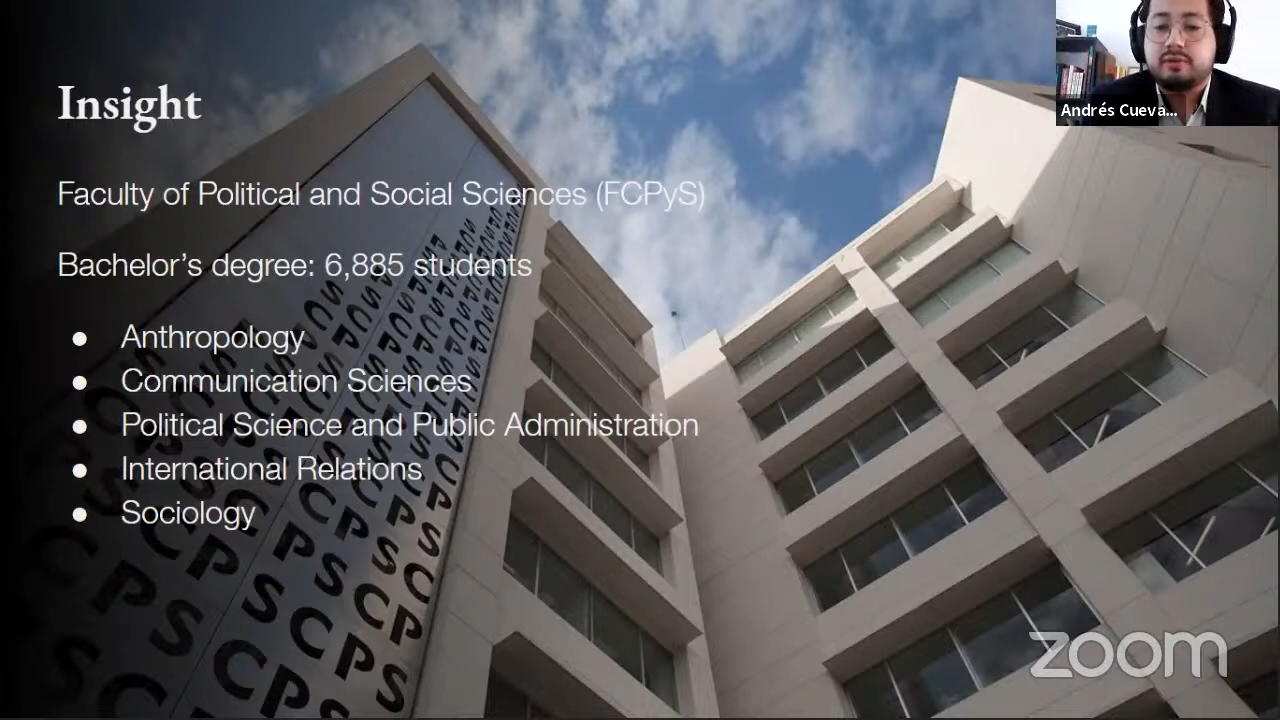 Insight
Faculty of Political and Social Sciences (FCPyS)
Bachelor's degree: 6,885 students
● Anthropology
● Communication Sciences
● Political Science and Public Administration
● International Relations
● Sociology
Andrés Cueva...
zoom